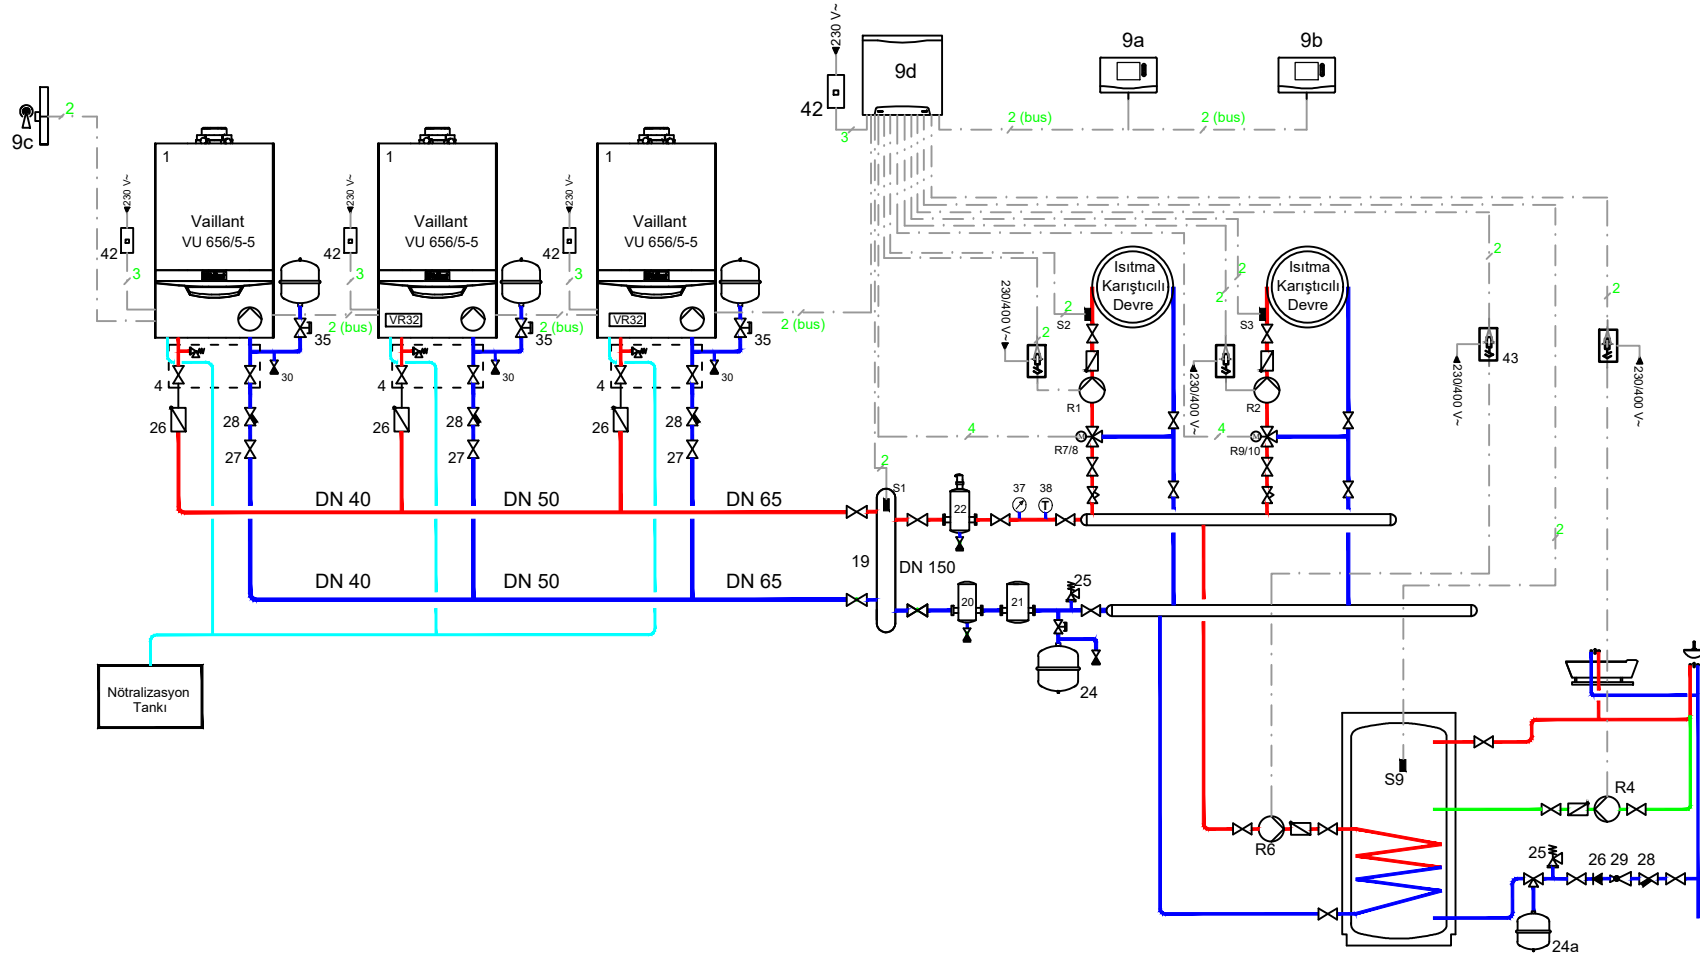 230 V~
9d
9a
9b
42
3
2 (bus)
2 (bus)
9c
2
1
1
1
230 V~
230 V~
230 V~
Vaillant
VU 656/5-5
Vaillant
VU 656/5-5
Vaillant
VU 656/5-5
42
42
42
3
3
3
VR32
VR32
2 (bus)
2 (bus)
2 (bus)
35
35
35
30
30
30
4
4
4
26
26
26
28
28
28
27
27
27
DN 40
DN 50
DN 65
DN 40
DN 50
DN 65
Nötralizasyon
Tankı
Isıtma
Karıştıcılı
Devre
Isıtma
Karıştıcılı
Devre
2
S2
2
S3
230/400 V~
2
2
R1
R2
230/400 V~
4
4
R7/8
R9/10
M
M
2
2
43
230/400 V~
230/400 V~
2
S1
22
37
38
T
19
DN 150
20
21
25
24
2
S9
R6
R4
25
26
29
28
24a